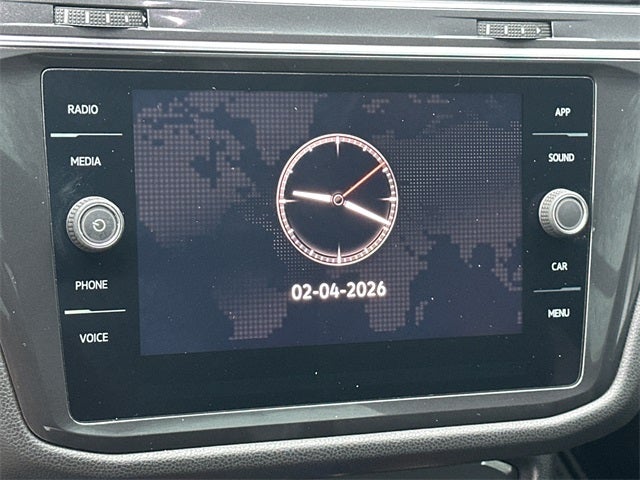 RADIO
MEDIA
PHONE
VOICE
02-04-2026
APP
SOUND
CAR
MENU